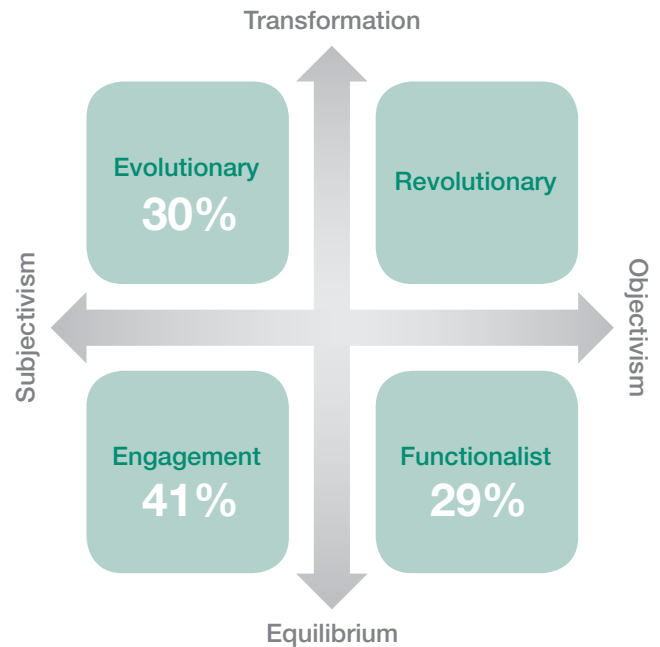 Transformation
Evolutionary
30%
Revolutionary
Subjectivism
Objectivism
Engagement
41%
Functionalist
29%
Equilibrium